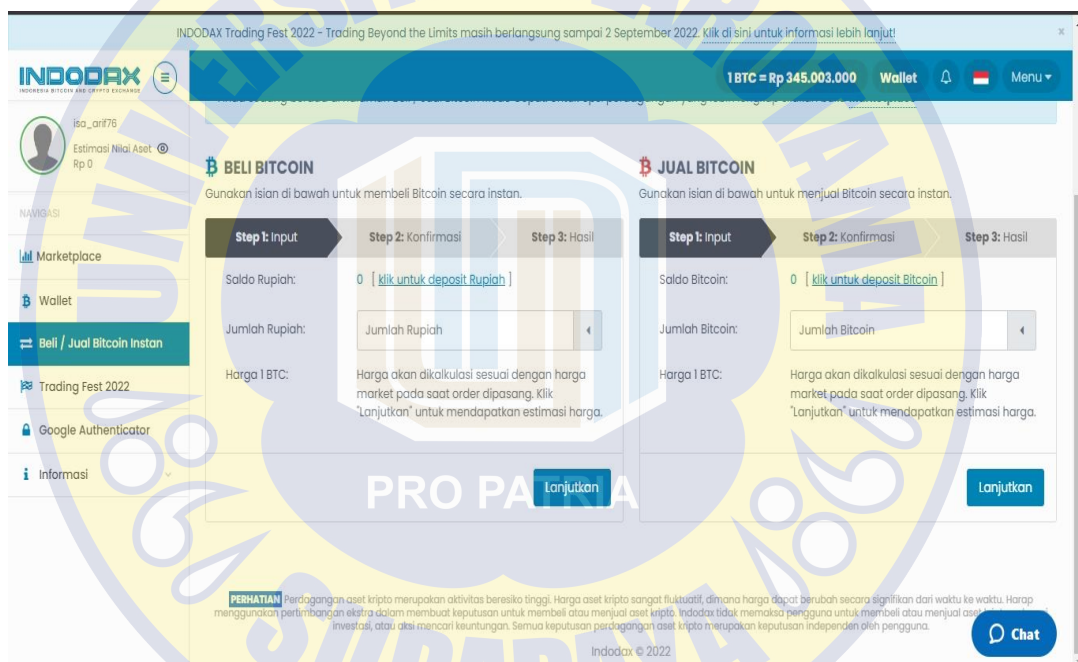 INDODAX Trading Fest 2022 - Trading Beyond the Limits masih berlangsung sampai 2 September 2022. Klik di sini untuk informasi lebih lanjut!
INDODAX
INDONESIA BITCOIN AND CRYPTO EXCHANGE
1 BTC = Rp 345.003.000 Wallet Menu
isa_arif76
Estimasi Nilai Aset
Rp 0
NAVIGASI
Marketplace
Wallet
Beli / Jual Bitcoin Instan
Trading Fest 2022
Google Authenticator
Informasi
BELI BITCOIN
Gunakan isian di bawah untuk membeli Bitcoin secara instan.
Step 1: Input Step 2: Konfirmasi Step 3: Hasil
Saldo Rupiah: 0 [ klik untuk deposit Rupiah ]
Jumlah Rupiah: Jumlah Rupiah
Harga 1 BTC: Harga akan dikalkulasi sesuai dengan harga
market pada saat order dipasang. Klik
"Lanjutkan" untuk mendapatkan estimasi harga.
Lanjutkan
JUAL BITCOIN
Gunakan isian di bawah untuk menjual Bitcoin secara instan.
Step 1: Input Step 2: Konfirmasi Step 3: Hasil
Saldo Bitcoin: 0 [ klik untuk deposit Bitcoin ]
Jumlah Bitcoin: Jumlah Bitcoin
Harga 1 BTC: Harga akan dikalkulasi sesuai dengan harga
market pada saat order dipasang. Klik
"Lanjutkan" untuk mendapatkan estimasi harga.
Lanjutkan
PRO PATRIA
PERHATIAN Perdagangan aset kripto merupakan aktivitas beresiko tinggi. Harga aset kripto sangat fluktuatif, dimana harga dapat berubah secara signifikan dari waktu ke waktu. Harap
menggunakan pertimbangan ekstra dalam membuat keputusan untuk membeli atau menjual aset kripto. Indodax tidak memaksa pengguna untuk membeli atau menjual aset
investasi, atau aksi mencari keuntungan. Semua keputusan perdagangan aset kripto merupakan keputusan independen oleh pengguna.
Chat
Indodax © 2022